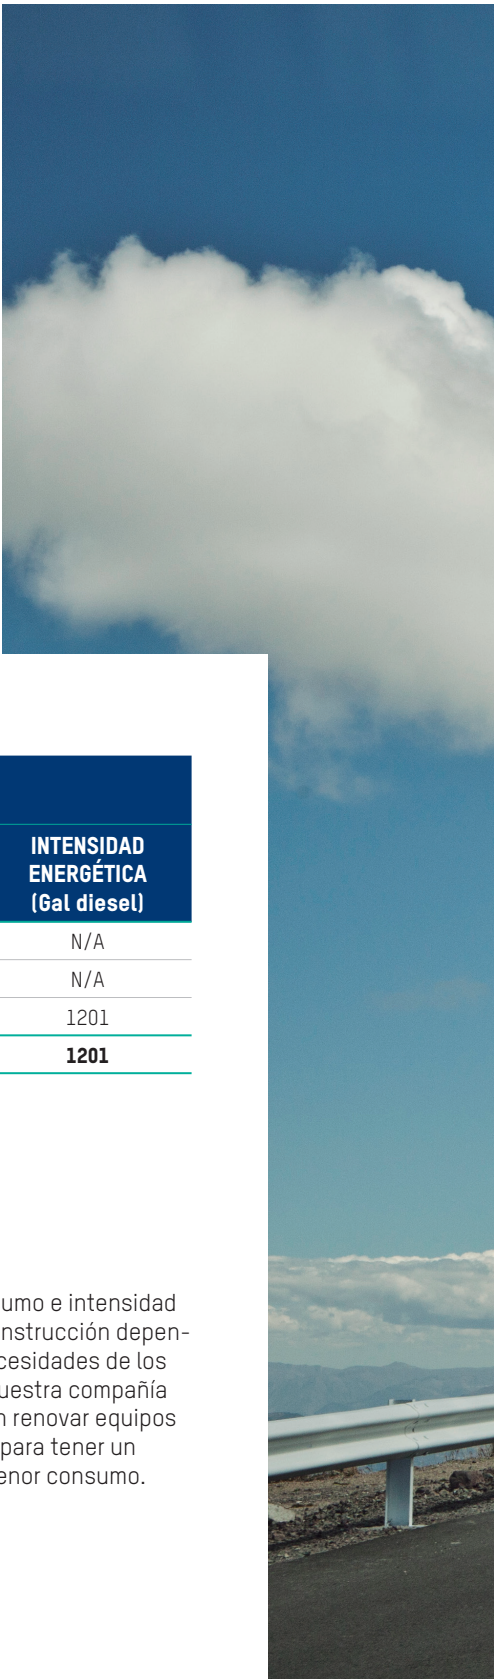 INTENSIDAD
ENERGÉTICA
(Gal diesel)
N/A
N/A
1201
1201
umo e intensidad
nstrucción depen-
cesidades de los
uestra compañía
n renovar equipos
para tener un
enor consumo.